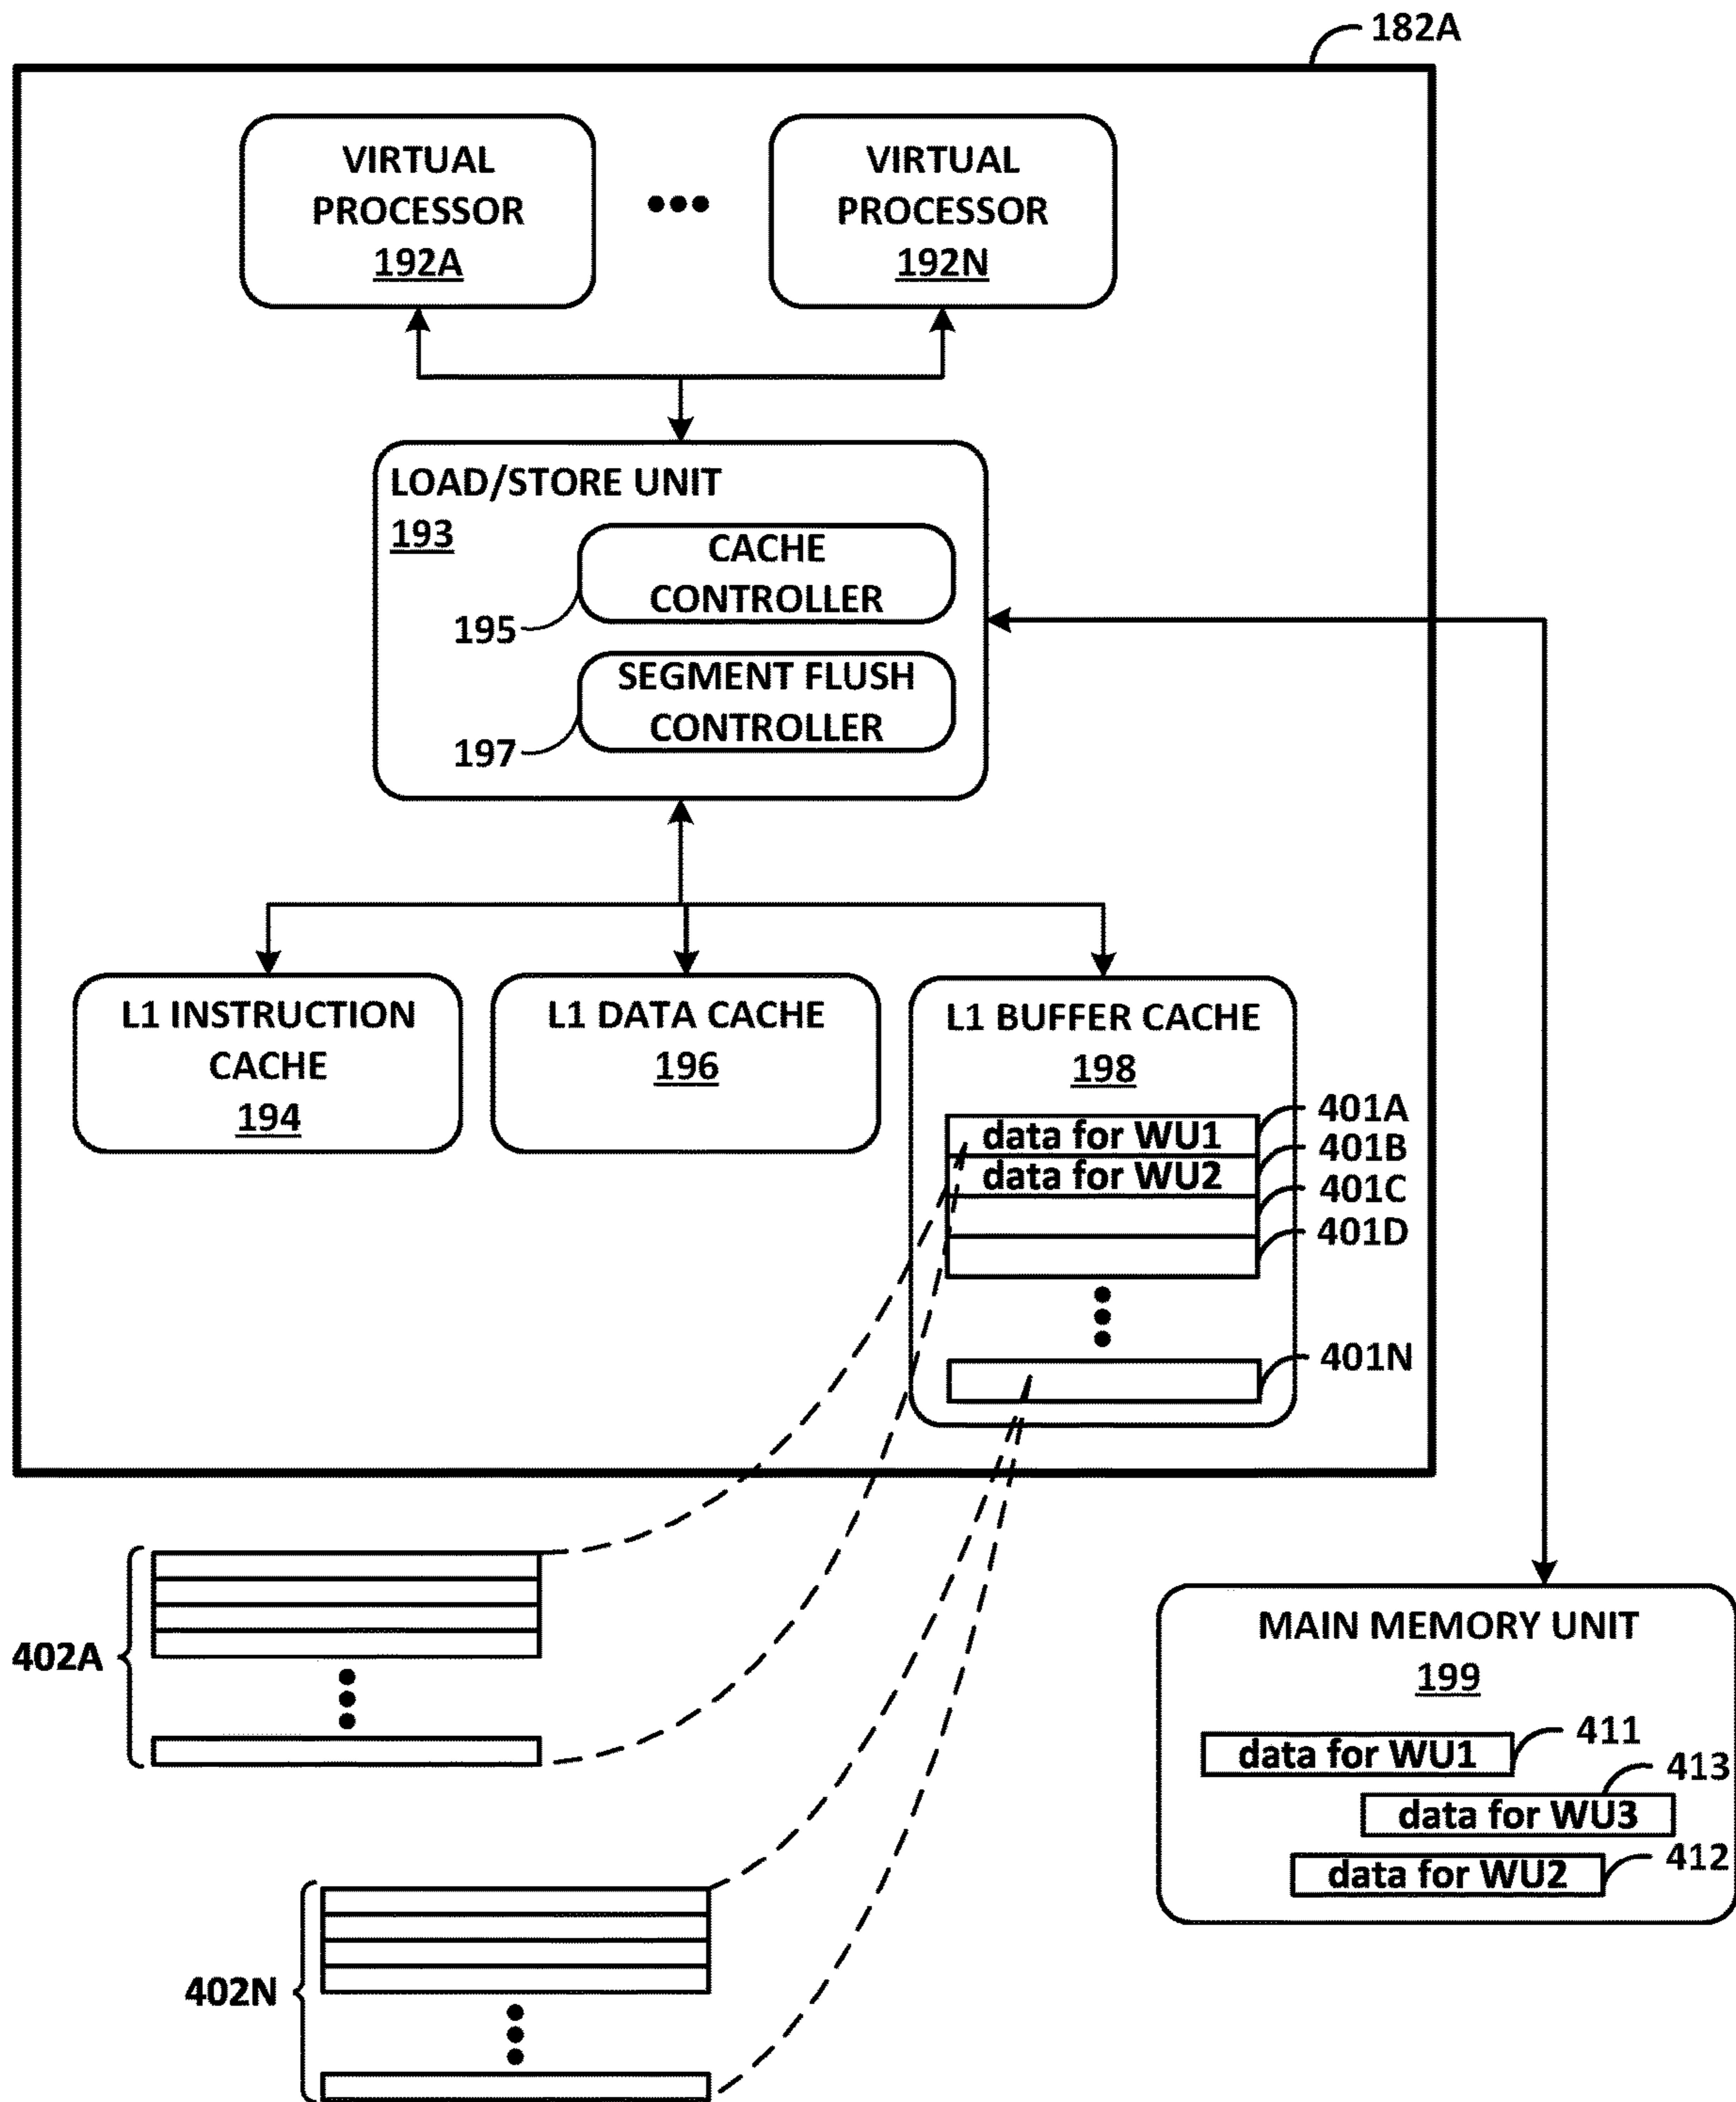 182A
VIRTUAL
PROCESSOR
192A
VIRTUAL
PROCESSOR
192N
LOAD/STORE UNIT
193
CACHE
CONTROLLER
195
SEGMENT FLUSH
CONTROLLER
197
L1 INSTRUCTION
CACHE
194
L1 DATA CACHE
196
L1 BUFFER CACHE
198
data for WU1
401A
data for WU2
401B
401C
401D
401N
402A
402N
MAIN MEMORY UNIT
199
data for WU1
411
413
data for WU3
412
data for WU2